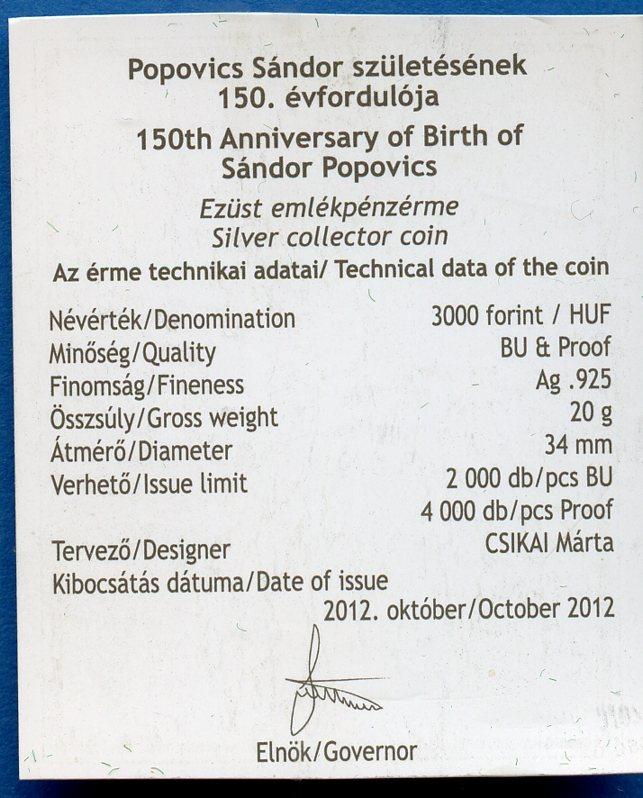 Popovics Sándor születésének
150. évfordulója
150th Anniversary of Birth of
Sándor Popovics
Ezüst emlékpénzérme
Silver collector coin
Az érme technikai adatai/ Technical data of the coin
Névérték/Denomination 3000 forint / HUF
Minőség/Quality BU & Proof
Finomság/Fineness Ag .925
Összsúly/Gross weight 20 g
Átmérő/Diameter 34 mm
Verhető/Issue limit 2 000 db/pcs BU
4 000 db/pcs Proof
Tervező/Designer CSIKAI Márta
Kibocsátás dátuma/Date of issue
2012. október/October 2012
Elnök/Governor